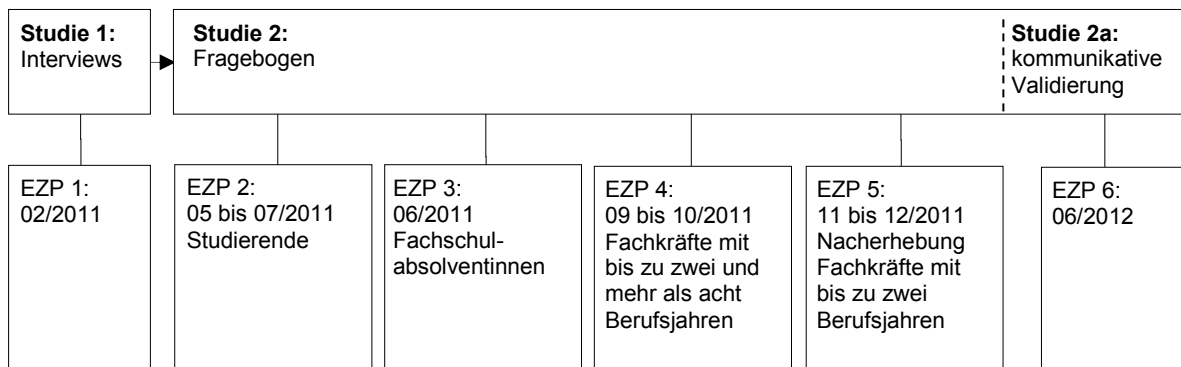 Studie 1:
Interviews
Studie 2:
Fragebogen
Studie 2a:
kommunikative
Validierung
EZP 1:
02/2011
EZP 2:
05 bis 07/2011
Studierende
EZP 3:
06/2011
Fachschul-
absolventinnen
EZP 4:
09 bis 10/2011
Fachkräfte mit
bis zu zwei und
mehr als acht
Berufsjahren
EZP 5:
11 bis 12/2011
Nacherhebung
Fachkräfte mit
bis zu zwei
Berufsjahren
EZP 6:
06/2012